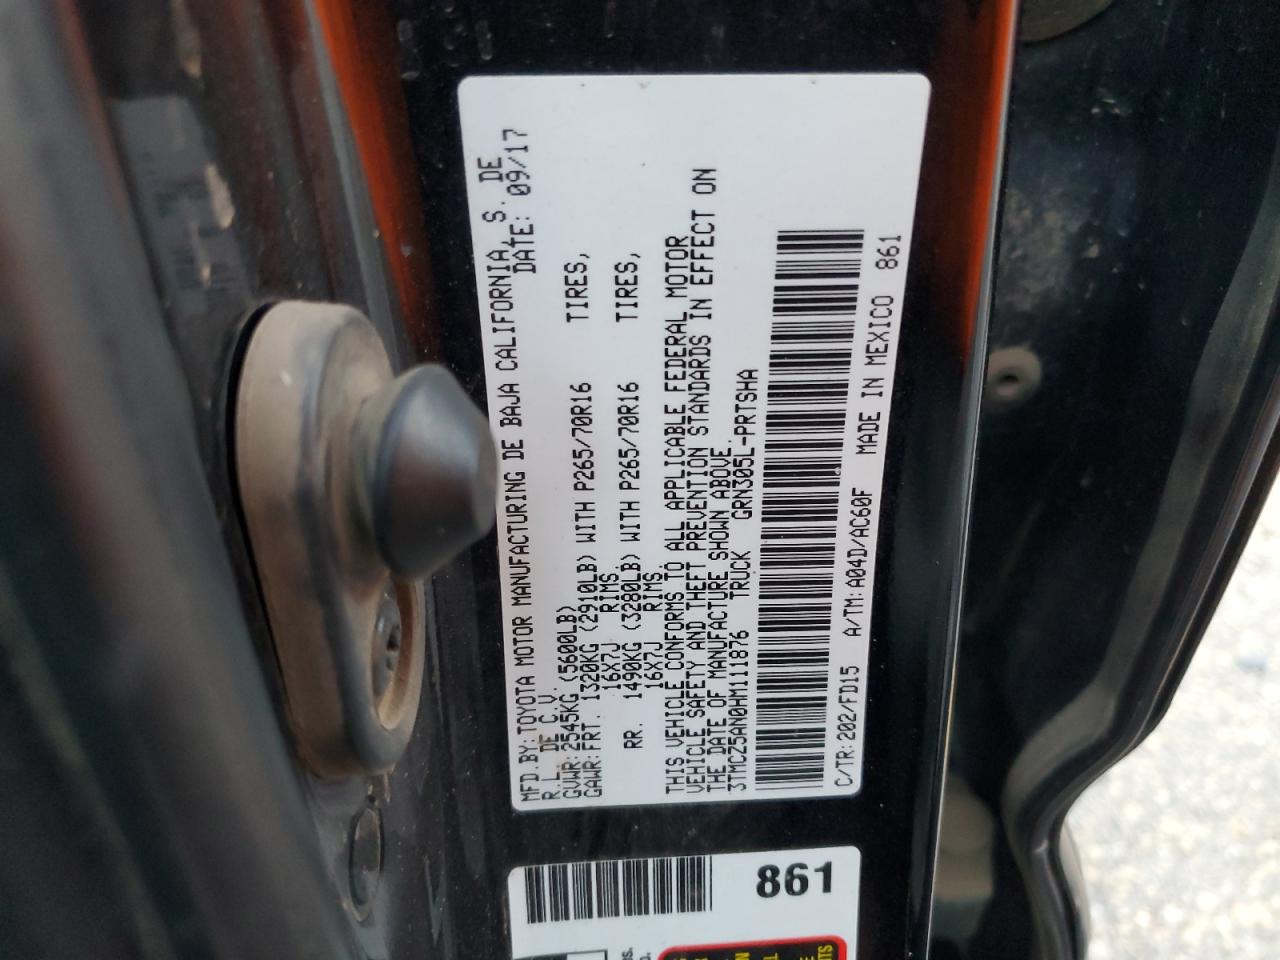 MFD.BY:TOYOTA MOTOR MANUFACTURING DE BAJA CALIFORNIA, S. DE
R.L. DE C.V. DATE: 09/17
GVWR:2545KG (5600LB)
GAWR:FRT. 1320KG (2910LB) WITH P265/70R16 TIRES,
16X7J RIMS.
RR. 1490KG (3280LB) WITH P265/70R16 TIRES,
16X7J RIMS
THIS VEHICLE CONFORMS TO ALL APPLICABLE FEDERAL MOTOR
VEHICLE SAFETY AND THEFT PREVENTION STANDARDS IN EFFECT ON
THE DATE OF MANUFACTURE SHOWN ABOVE.
3TMCZ5AN0HM111876 TRUCK GRN305L-PRTSHA
C/TR:202/FD15 A/TM:A04D/AC60F MADE IN MEXICO 861
861